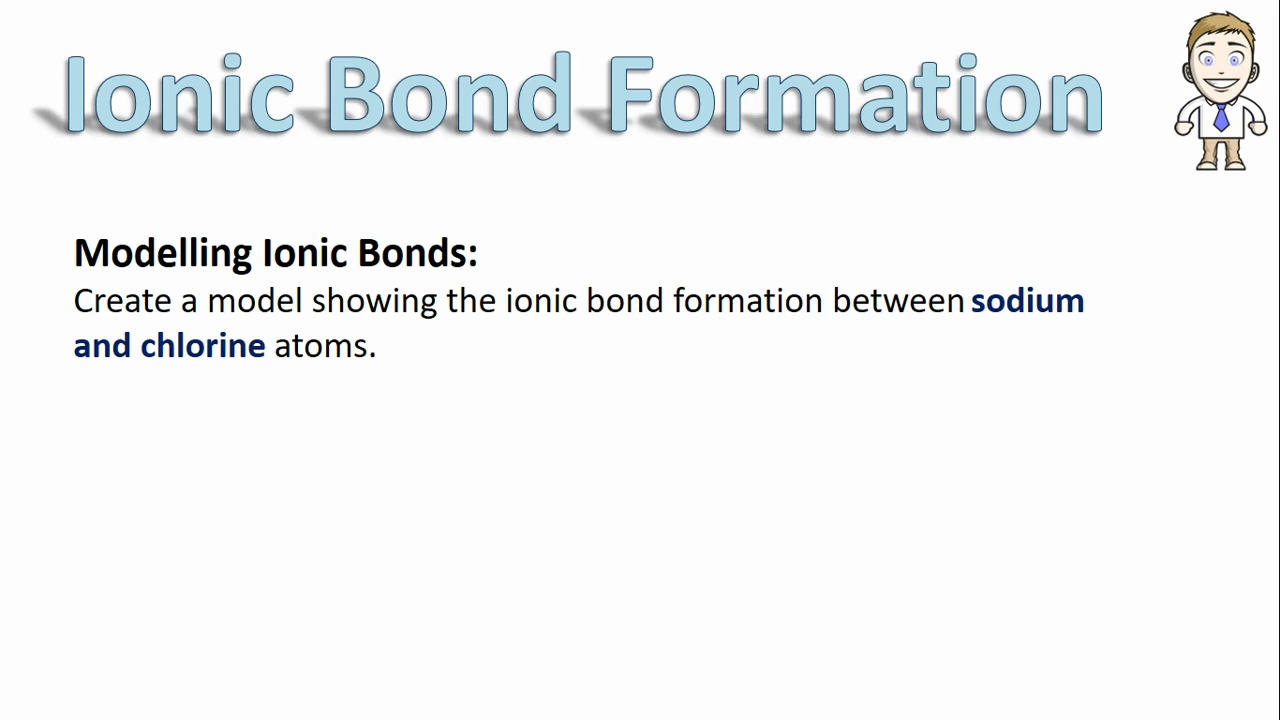 Ionic Bond Formation
Modelling Ionic Bonds:
Create a model showing the ionic bond formation between sodium
and chlorine atoms.